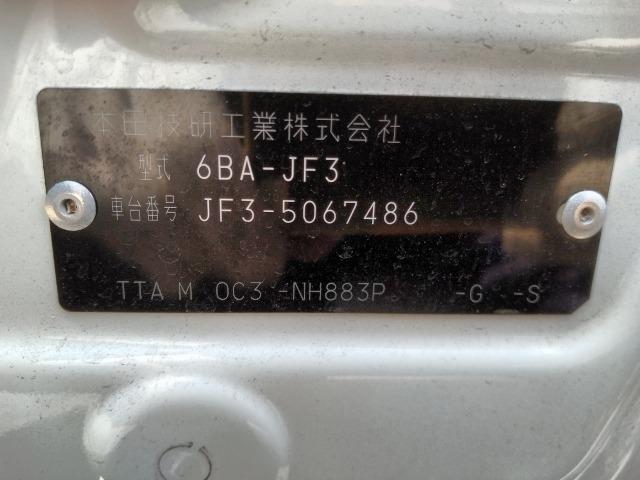 本田技研工業株式会社
型式 6BA-JF3
車台番号 JF3-5067486
TTA M OC3 -NH883P -G -S